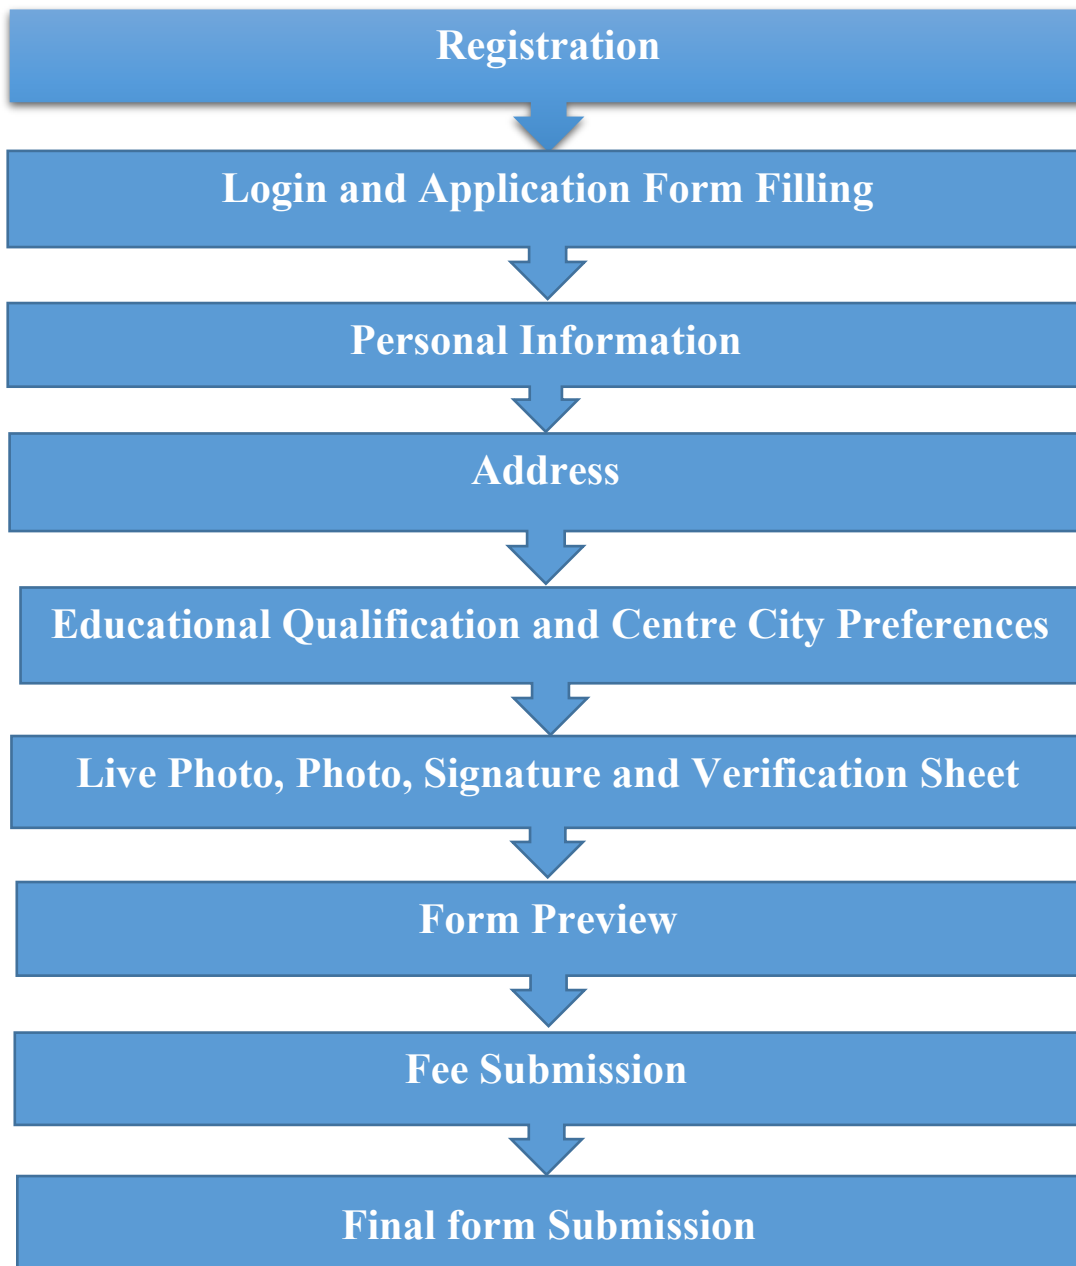 Registration
Login and Application Form Filling
Personal Information
Address
Educational Qualification and Centre City Preferences
Live Photo, Photo, Signature and Verification Sheet
Form Preview
Fee Submission
Final form Submission